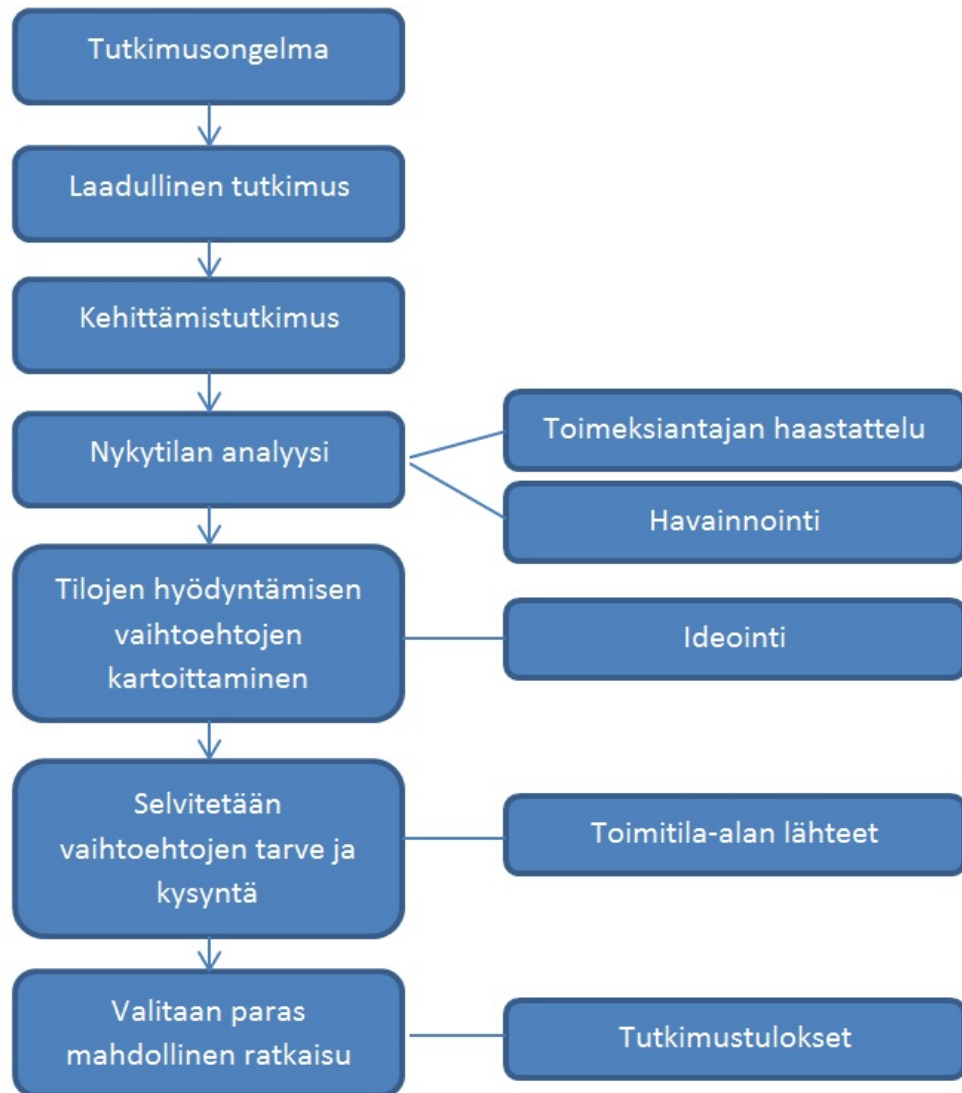 Tutkimusongelma
Laadullinen tutkimus
Kehittämistutkimus
Nykytilan analyysi
Toimeksiantajan haastattelu
Havainnointi
Tilojen hyödyntämisen
vaihtoehtojen
kartoittaminen
Ideointi
Selvitetään
vaihtoehtojen tarve ja
kysyntä
Toimitila-alan lähteet
Valitaan paras
mahdollinen ratkaisu
Tutkimustulokset